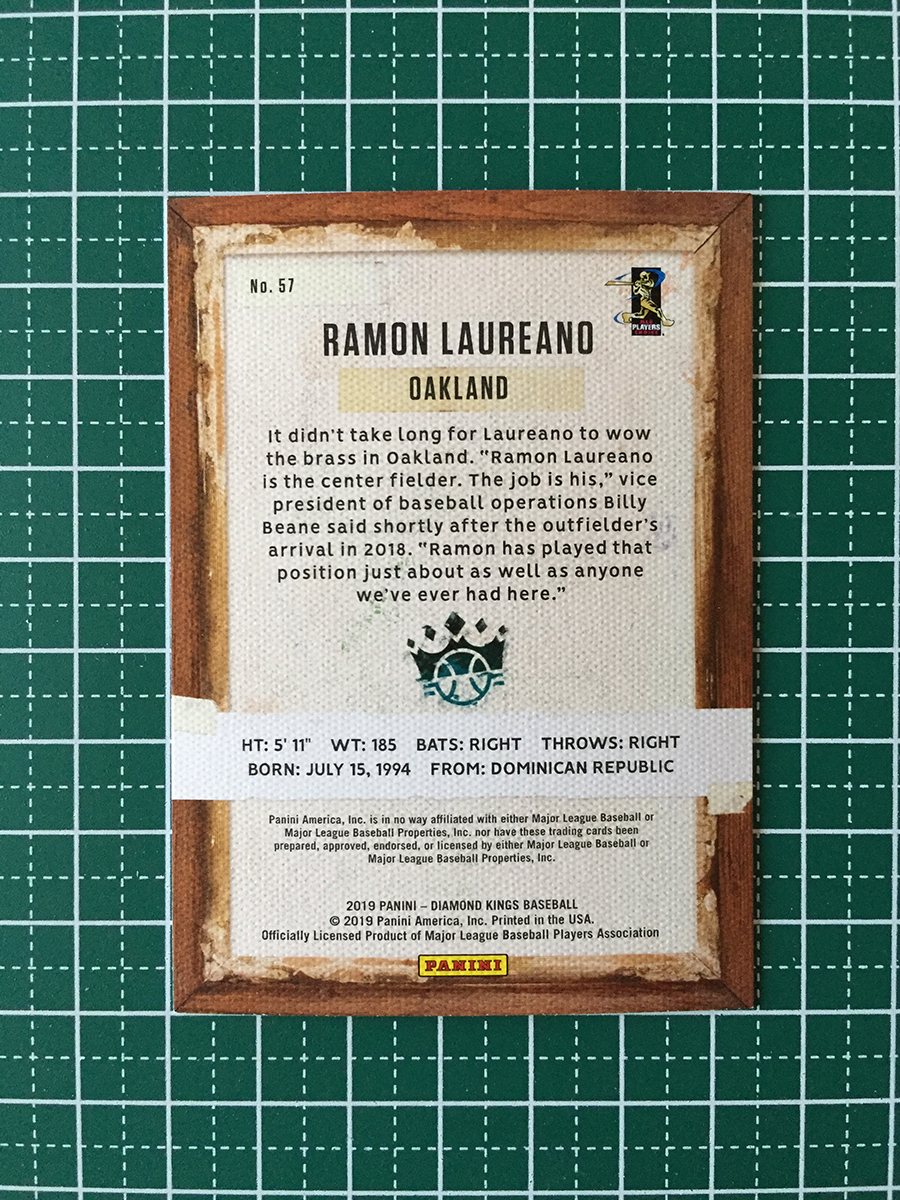 No. 57
MLB
PLAYERS
CHOICE
RAMON LAUREANO
OAKLAND
It didn't take long for Laureano to wow
the brass in Oakland. "Ramon Laureano
is the center fielder. The job is his," vice
president of baseball operations Billy
Beane said shortly after the outfielder's
arrival in 2018. "Ramon has played that
position just about as well as anyone
we've ever had here."
HT: 5' 11" WT: 185 BATS: RIGHT THROWS: RIGHT
BORN: JULY 15, 1994 FROM: DOMINICAN REPUBLIC
Panini America, Inc. is in no way affiliated with either Major League Baseball or
Major League Baseball Properties, Inc. nor have these trading cards been
prepared, approved, endorsed, or licensed by either Major League Baseball or
Major League Baseball Properties, Inc.
2019 PANINI – DIAMOND KINGS BASEBALL
© 2019 Panini America, Inc. Printed in the USA.
Officially Licensed Product of Major League Baseball Players Association
PANINI